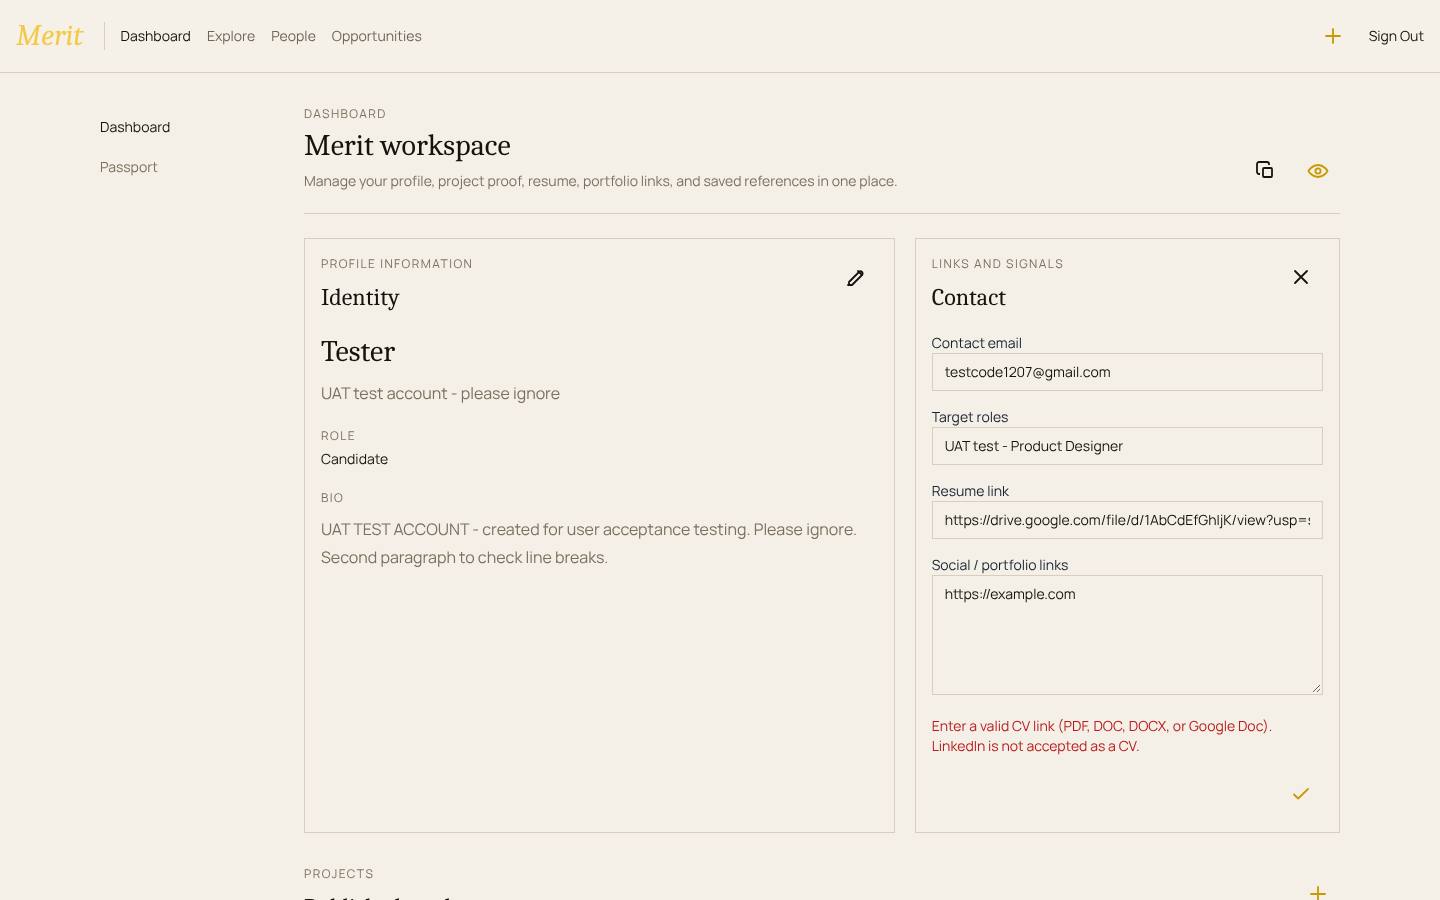 Merit
Dashboard
Explore
People
Opportunities
Sign Out
Dashboard
Passport
DASHBOARD
Merit workspace
Manage your profile, project proof, resume, portfolio links, and saved references in one place.
PROFILE INFORMATION
Identity
Tester
UAT test account - please ignore
ROLE
Candidate
BIO
UAT TEST ACCOUNT - created for user acceptance testing. Please ignore.
Second paragraph to check line breaks.
LINKS AND SIGNALS
Contact
Contact email
testcode1207@gmail.com
Target roles
UAT test - Product Designer
Resume link
https://drive.google.com/file/d/1AbCdEfGhIjK/view?usp=
Social / portfolio links
https://example.com
Enter a valid CV link (PDF, DOC, DOCX, or Google Doc).
LinkedIn is not accepted as a CV.
PROJECTS